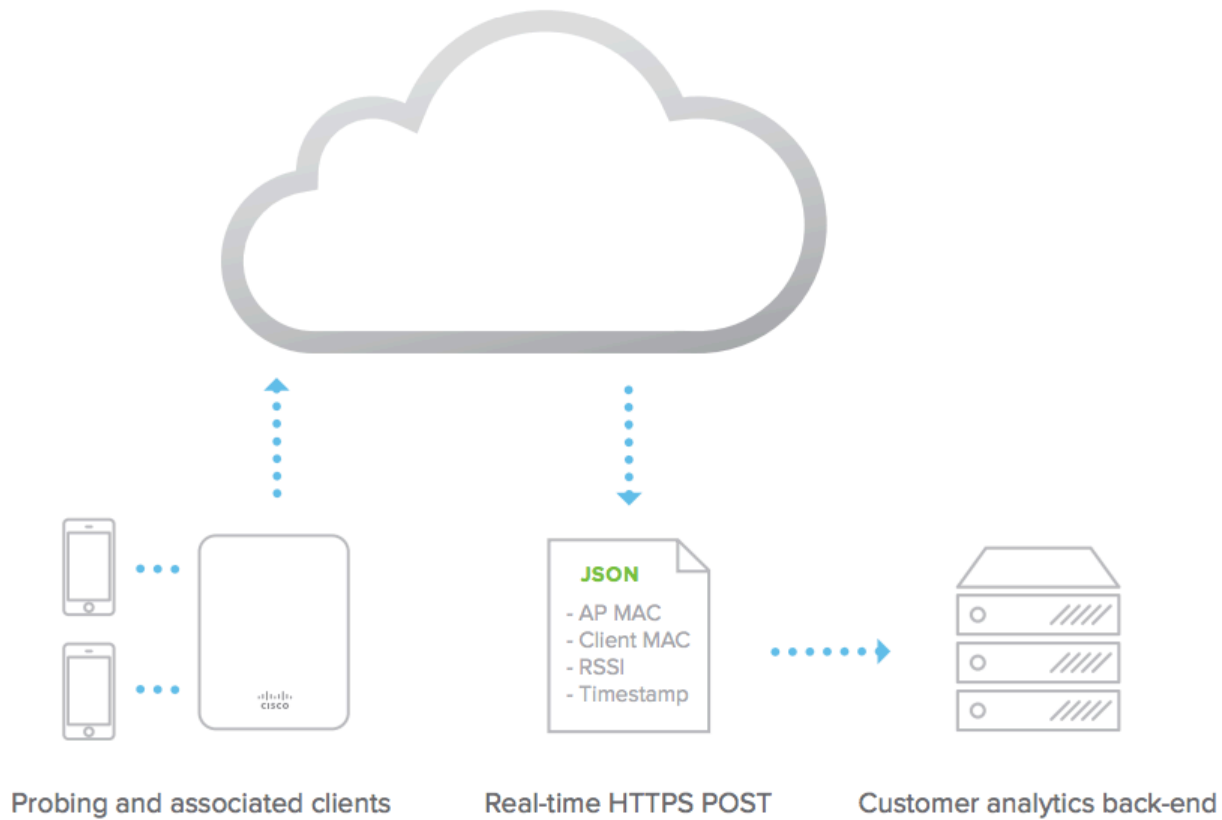 CISCO
JSON
- AP MAC
- Client MAC
- RSSI
- Timestamp
Probing and associated clients
Real-time HTTPS POST
Customer analytics back-end